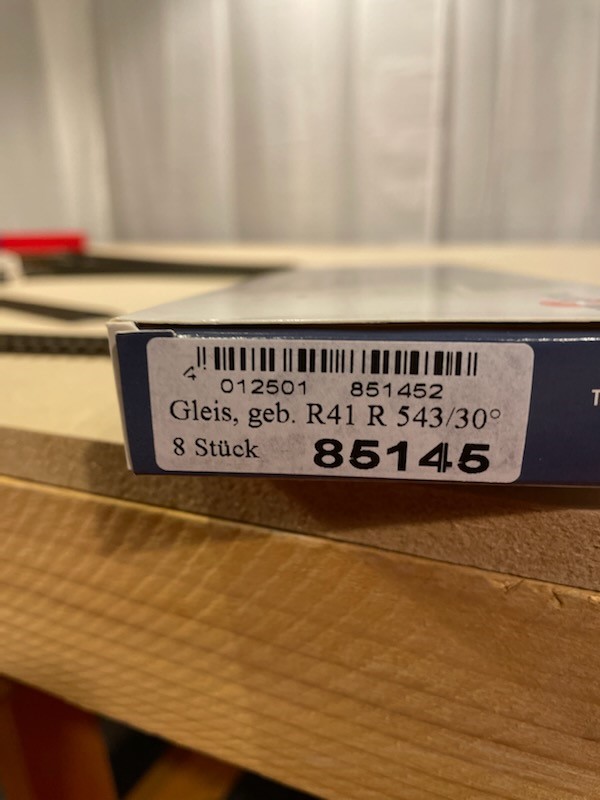 4 012501 851452
Gleis, geb. R41 R 543/30°
8 Stück 85145
T